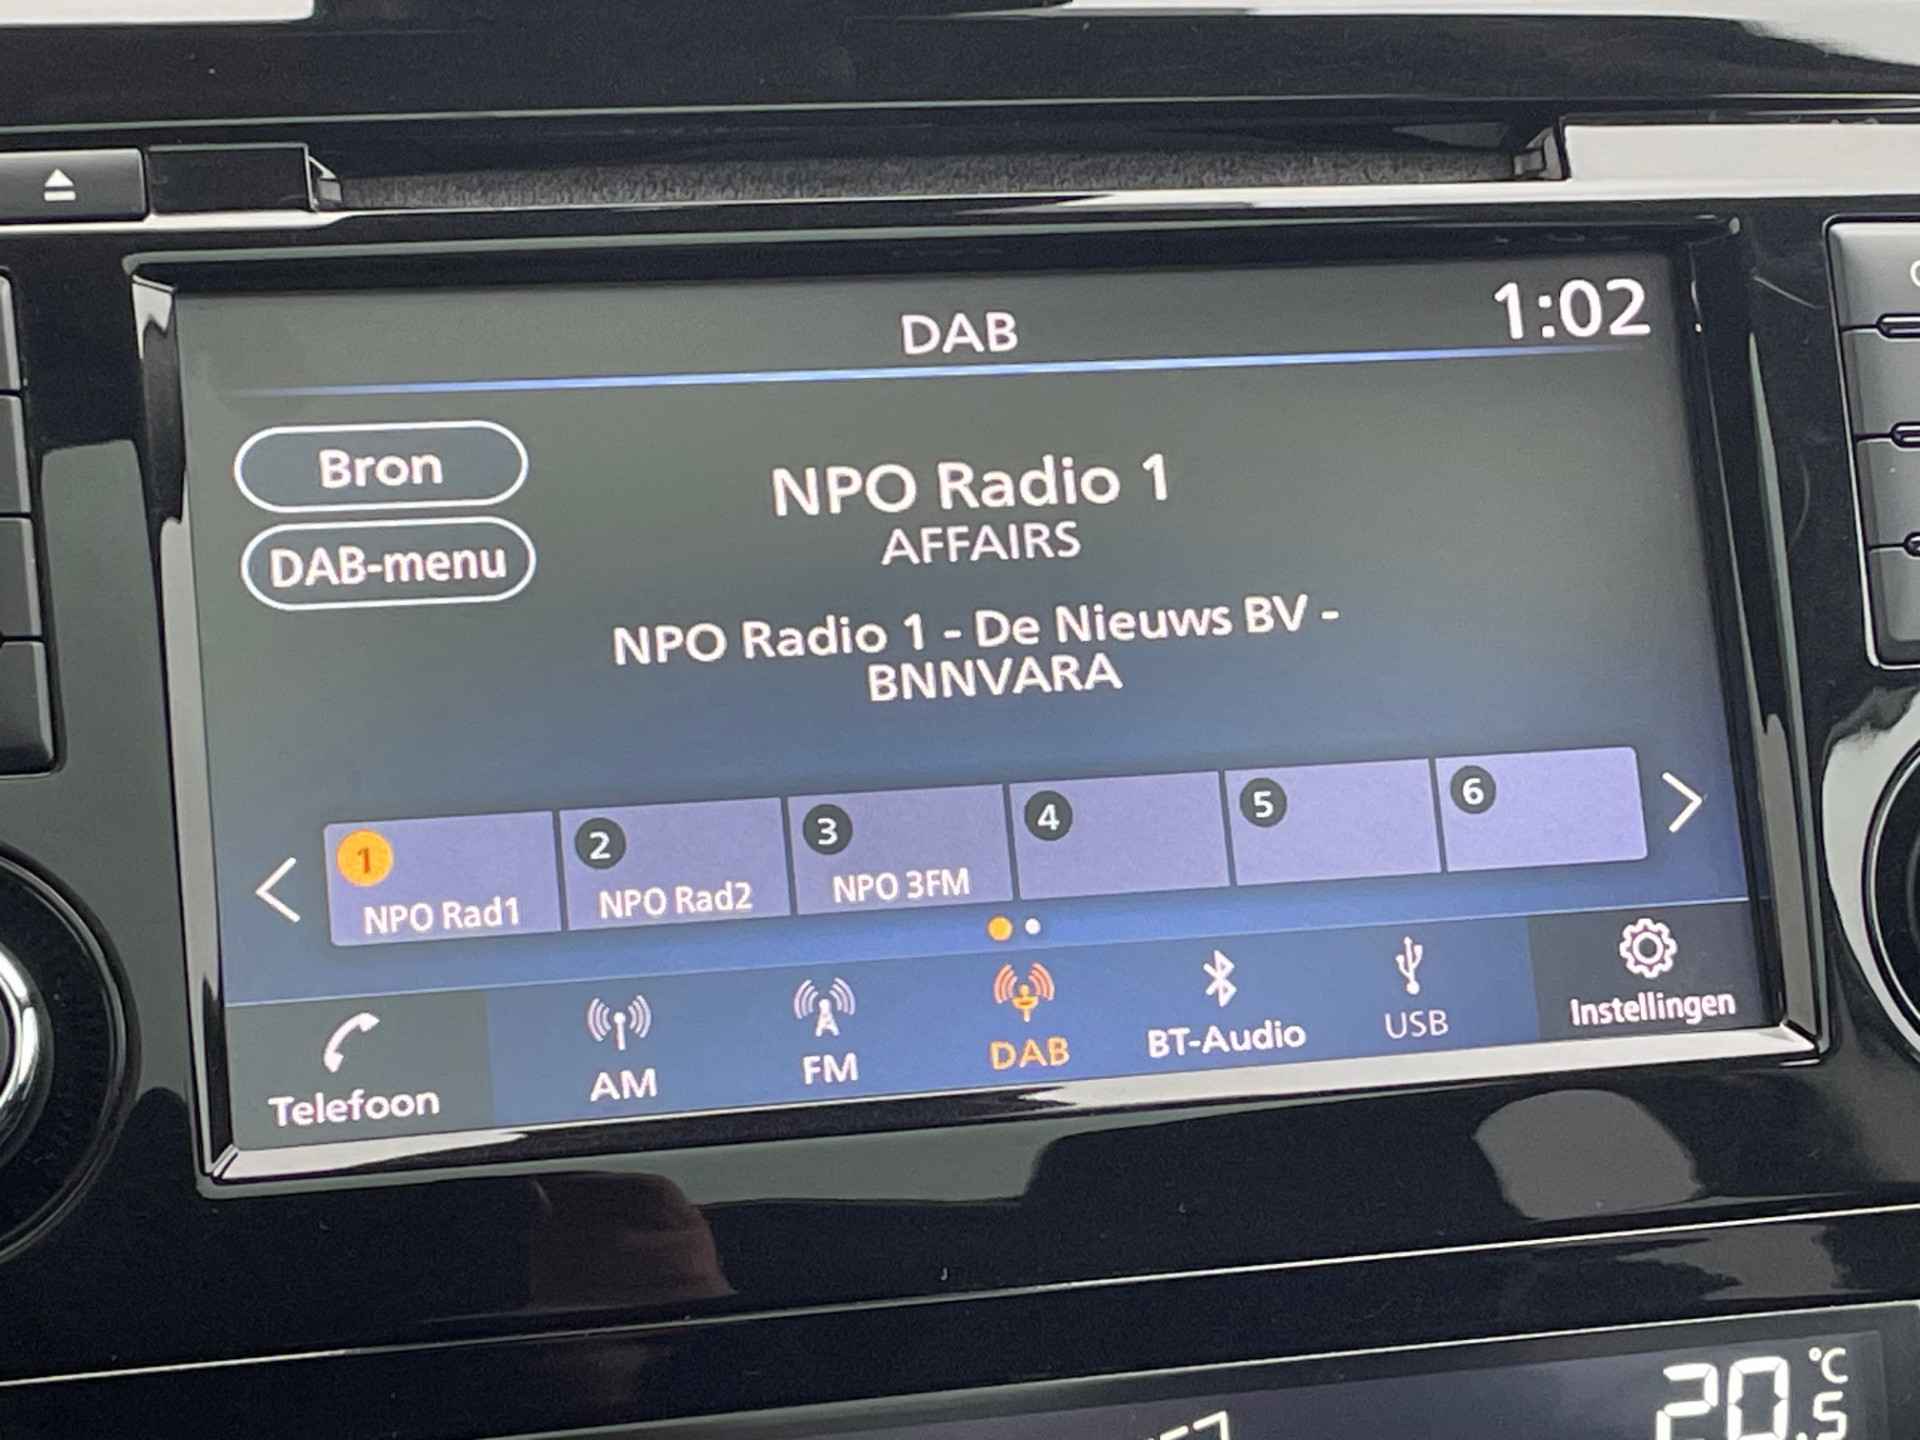 DAB
1:02
Bron
DAB-menu
NPO Radio 1
AFFAIRS
NPO Radio 1 - De Nieuws BV -
BNNVARA
1
NPO Rad1
2
NPO Rad2
3
NPO 3FM
4
5
6
Telefoon
AM
FM
DAB
BT-Audio
USB
Instellingen
20.5 °C